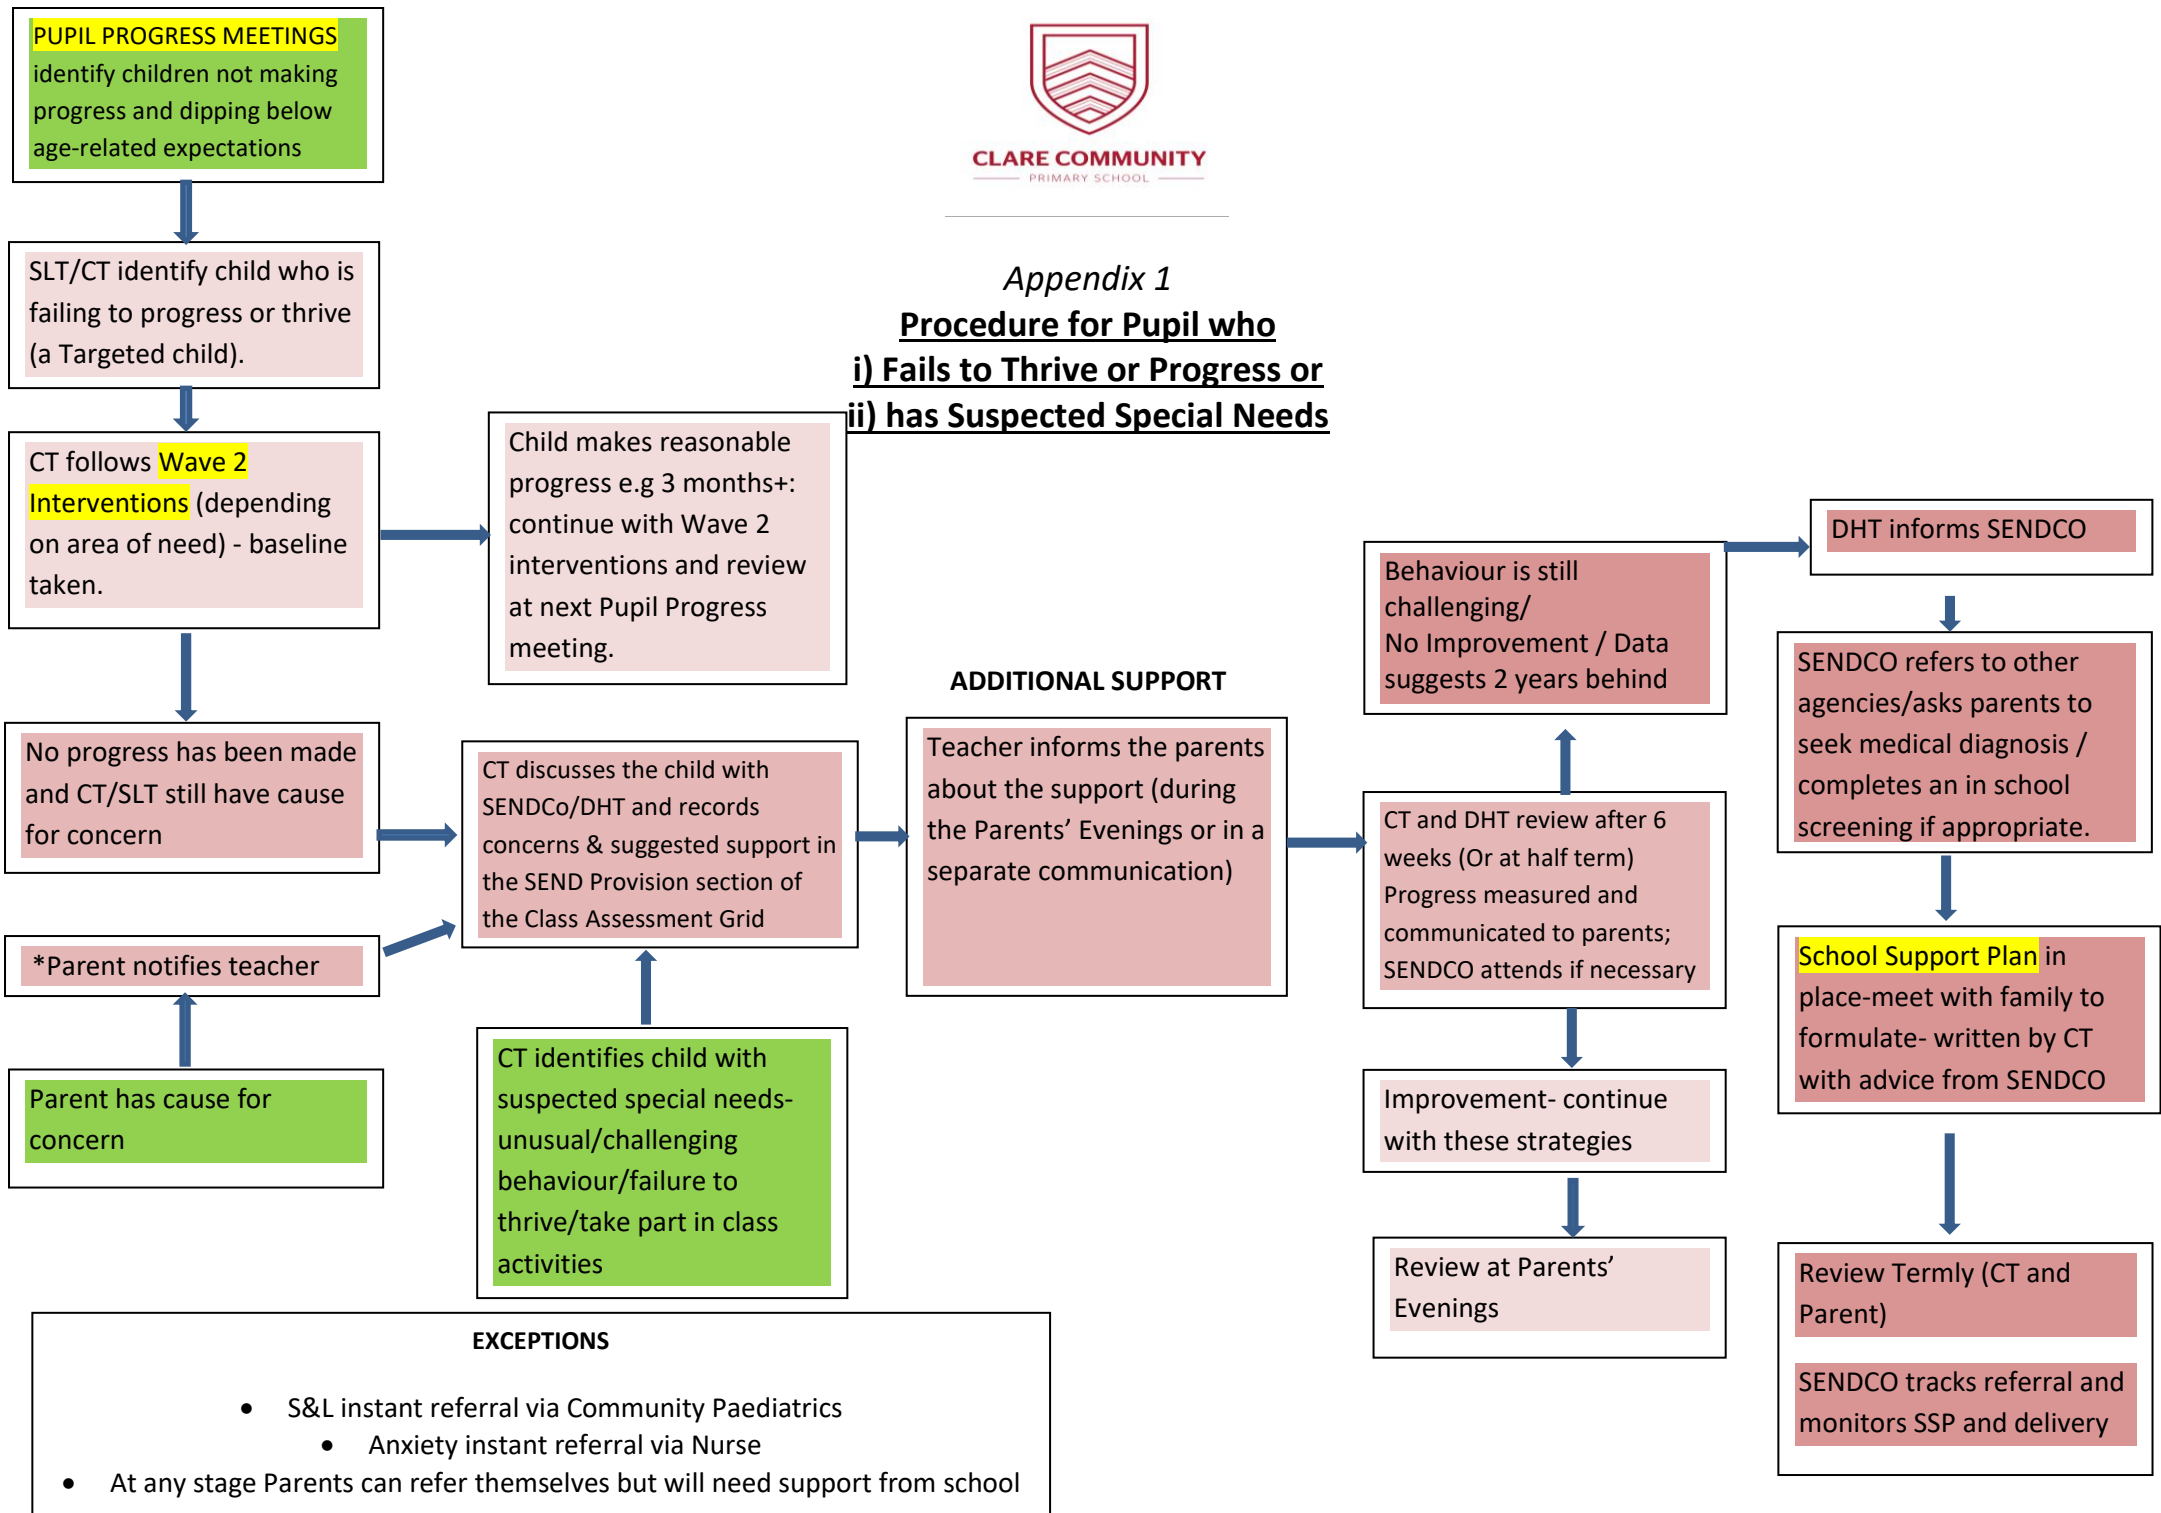 PUPIL PROGRESS MEETINGS
identify children not making
progress and dipping below
age-related expectations
CLARE COMMUNITY
PRIMARY SCHOOL
Appendix 1
Procedure for Pupil who
i) Fails to Thrive or Progress or
ii) has Suspected Special Needs
SLT/CT identify child who is
failing to progress or thrive
(a Targeted child).
CT follows Wave 2
Interventions (depending
on area of need) - baseline
taken.
Child makes reasonable
progress e.g 3 months+:
continue with Wave 2
interventions and review
at next Pupil Progress
meeting.
No progress has been made
and CT/SLT still have cause
for concern
*Parent notifies teacher
Parent has cause for
concern
CT discusses the child with
SENDCo/DHT and records
concerns & suggested support in
the SEND Provision section of
the Class Assessment Grid
CT identifies child with
suspected special needs-
unusual/challenging
behaviour/failure to
thrive/take part in class
activities
ADDITIONAL SUPPORT
Teacher informs the parents
about the support (during
the Parents’ Evenings or in a
separate communication)
Behaviour is still
challenging/
No Improvement / Data
suggests 2 years behind
CT and DHT review after 6
weeks (Or at half term)
Progress measured and
communicated to parents;
SENDCO attends if necessary
Improvement- continue
with these strategies
Review at Parents’
Evenings
DHT informs SENDCO
SENDCO refers to other
agencies/asks parents to
seek medical diagnosis /
completes an in school
screening if appropriate.
School Support Plan in
place-meet with family to
formulate- written by CT
with advice from SENDCO
Review Termly (CT and
Parent)
SENDCO tracks referral and
monitors SSP and delivery
EXCEPTIONS
• S&L instant referral via Community Paediatrics
• Anxiety instant referral via Nurse
• At any stage Parents can refer themselves but will need support from school